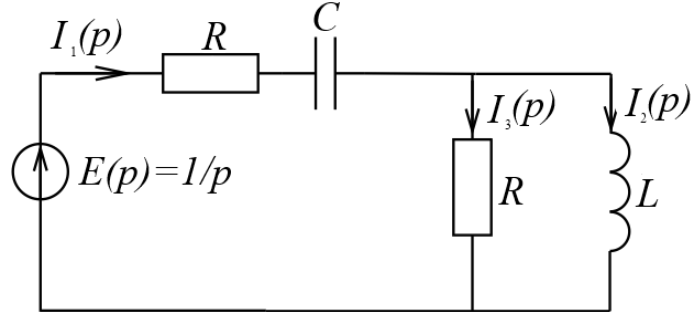 I₁(p) R C
I₃(p) I₂(p)
E(p)=1/p R L